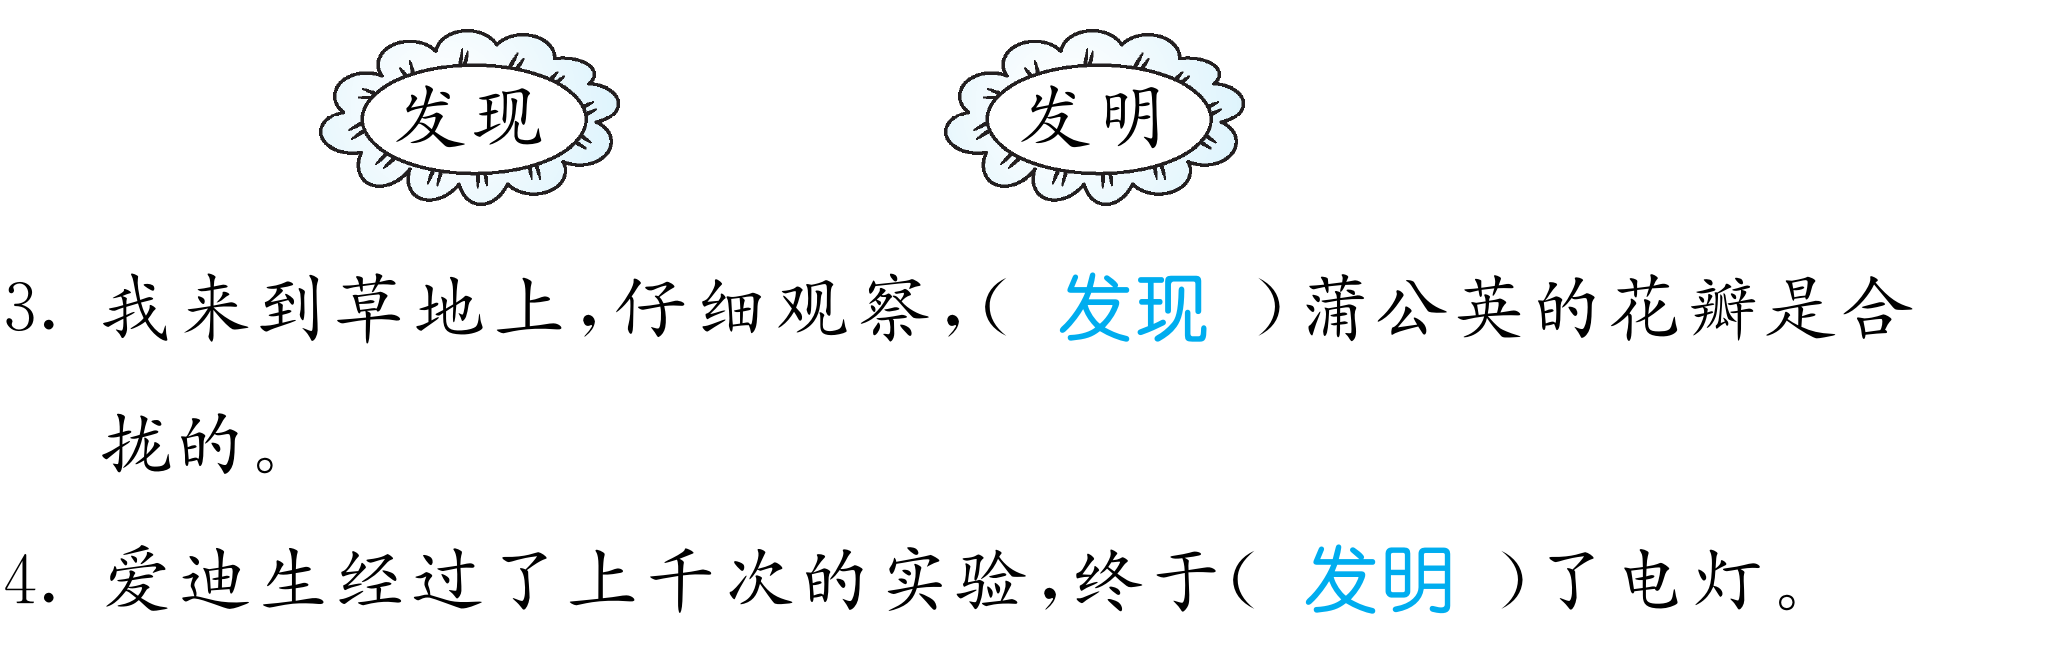 发现 发明
3. 我来到草地上,仔细观察,( 发现 )蒲公英的花瓣是合
拢的。
4. 爱迪生经过了上千次的实验,终于( 发明 )了电灯。